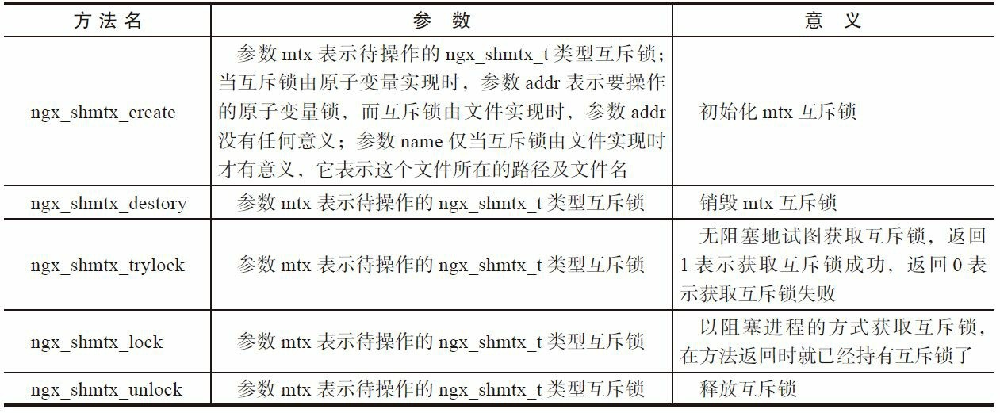 方法名 参数 意义
ngx_shmtx_create
参数 mtx 表示待操作的 ngx_shmtx_t 类型互斥锁；
当互斥锁由原子变量实现时，参数 addr 表示要操作
的原子变量锁，而互斥锁由文件实现时，参数 addr
没有任何意义；参数 name 仅当互斥锁由文件实现时
才有意义，它表示这个文件所在的路径及文件名
初始化 mtx 互斥锁
ngx_shmtx_destory
参数 mtx 表示待操作的 ngx_shmtx_t 类型互斥锁
销毁 mtx 互斥锁
ngx_shmtx_trylock
参数 mtx 表示待操作的 ngx_shmtx_t 类型互斥锁
无阻塞地试图获取互斥锁，返回
1 表示获取互斥锁成功，返回 0 表
示获取互斥锁失败
ngx_shmtx_lock
参数 mtx 表示待操作的 ngx_shmtx_t 类型互斥锁
以阻塞进程的方式获取互斥锁，
在方法返回时就已经持有互斥锁了
ngx_shmtx_unlock
参数 mtx 表示待操作的 ngx_shmtx_t 类型互斥锁
释放互斥锁